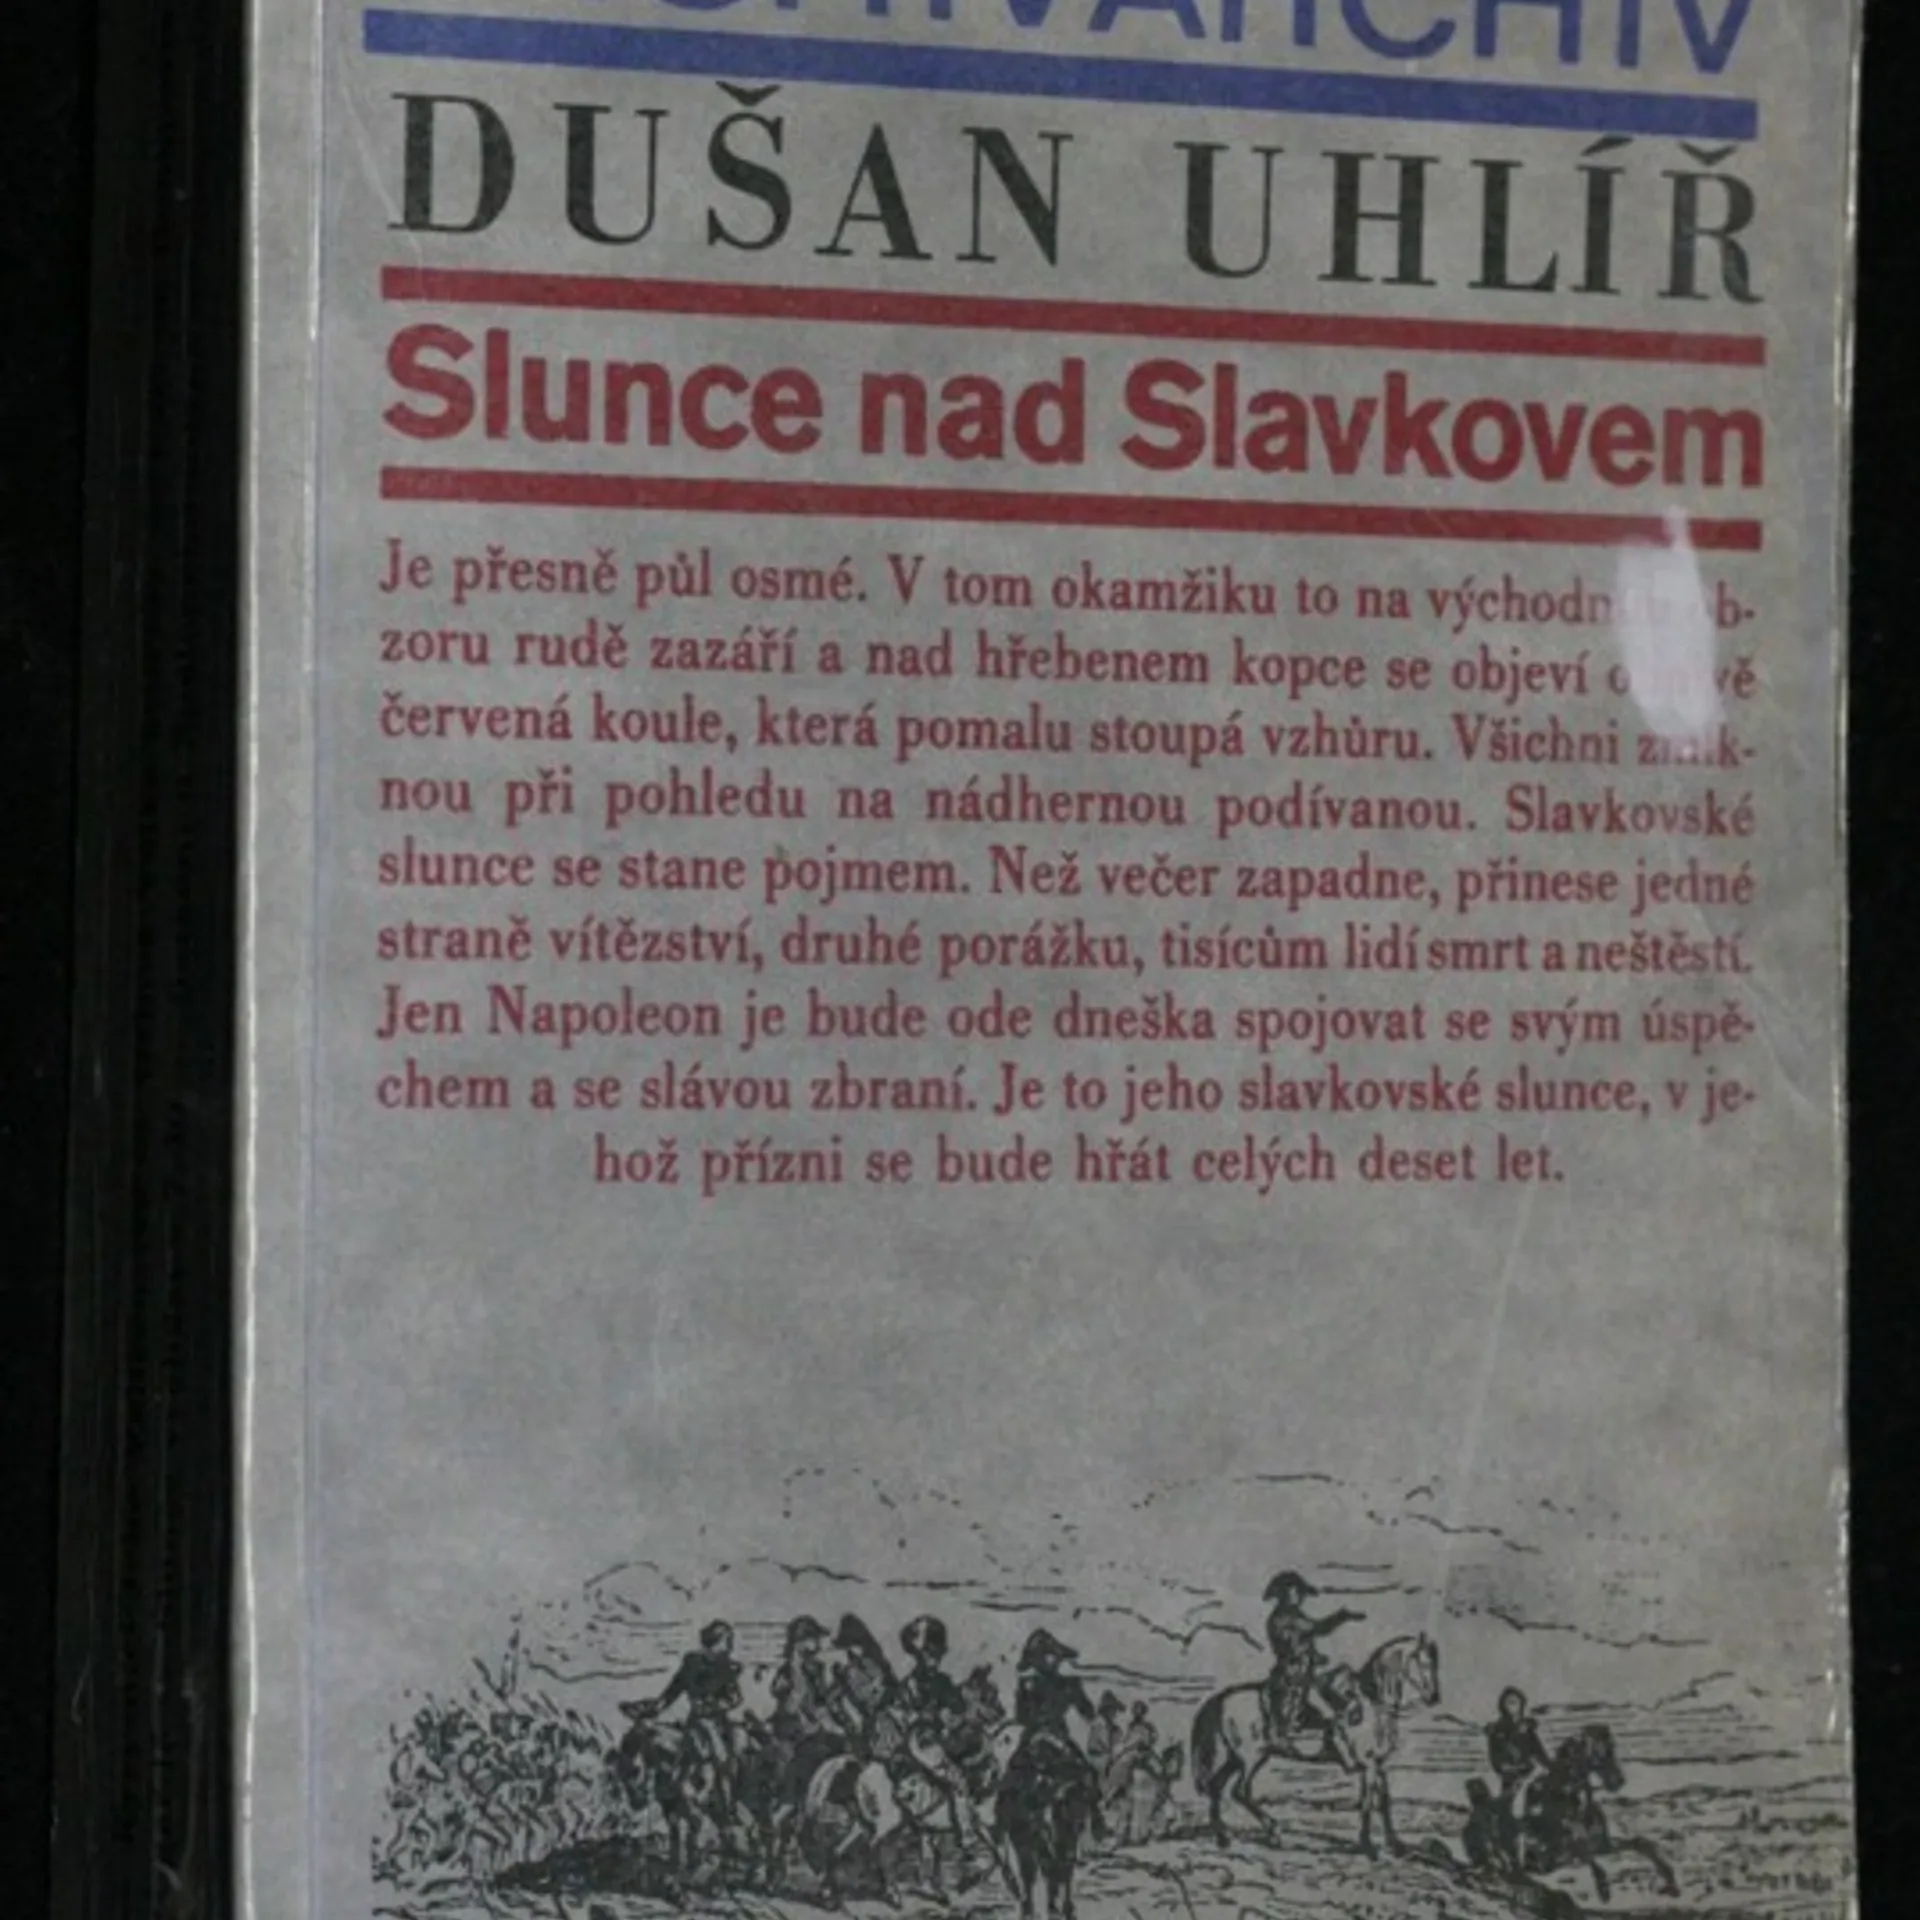 ARCHIV
DUŠAN UHLÍŘ
Slunce nad Slavkovem
Je přesně půl osmé. V tom okamžiku to na
zoru rudě zazáří a nad hřebenem kopce se objeví
červená koule, která pomalu stoupá vzhůru. Všichni
nou při pohledu na nádhernou podívanou. Slavkovské
slunce se stane pojmem. Než večer zapadne, přinese jedné
straně vítězství, druhé porážku, tisícům lidí smrt a neštěstí.
Jen Napoleon je bude ode dneška spojovat se svým úspě-
chem a se slávou zbraní. Je to jeho slavkovské slunce, v je-
hož přízni se bude hřát celých deset let.